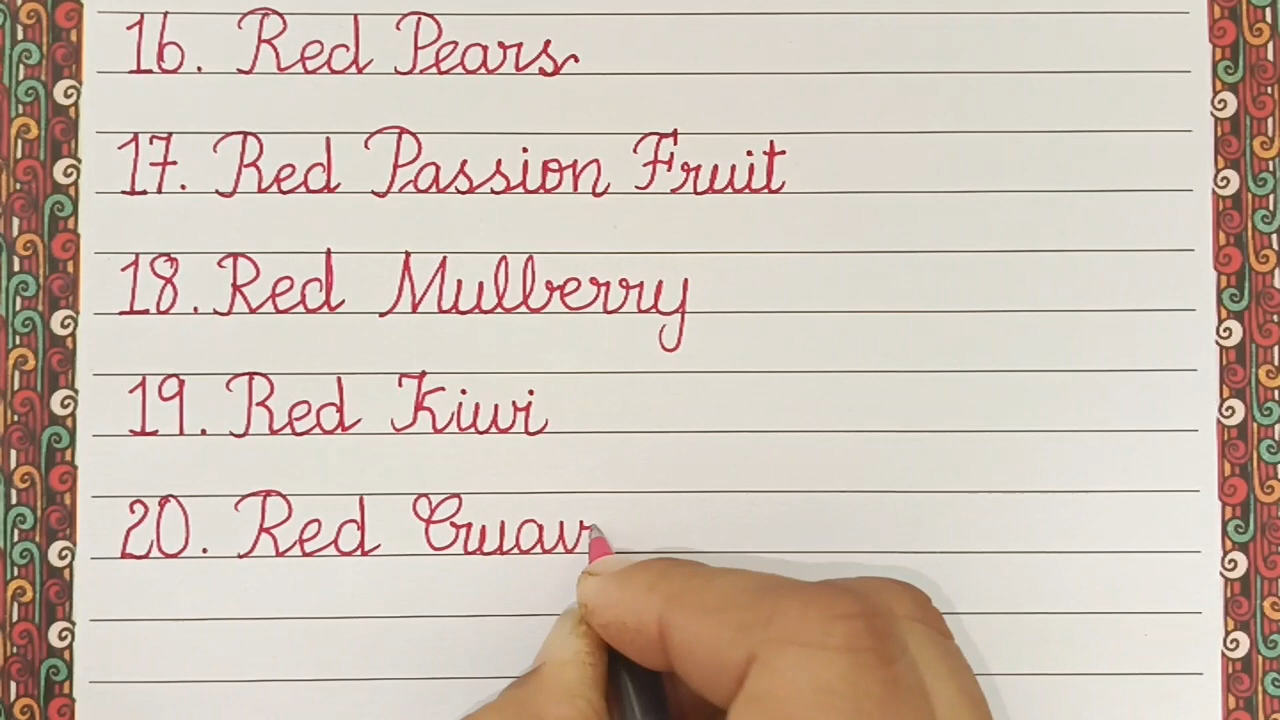 16. Red Pears
17. Red Passion Fruit
18. Red Mulberry
19. Red Kiwi
20. Red Guav